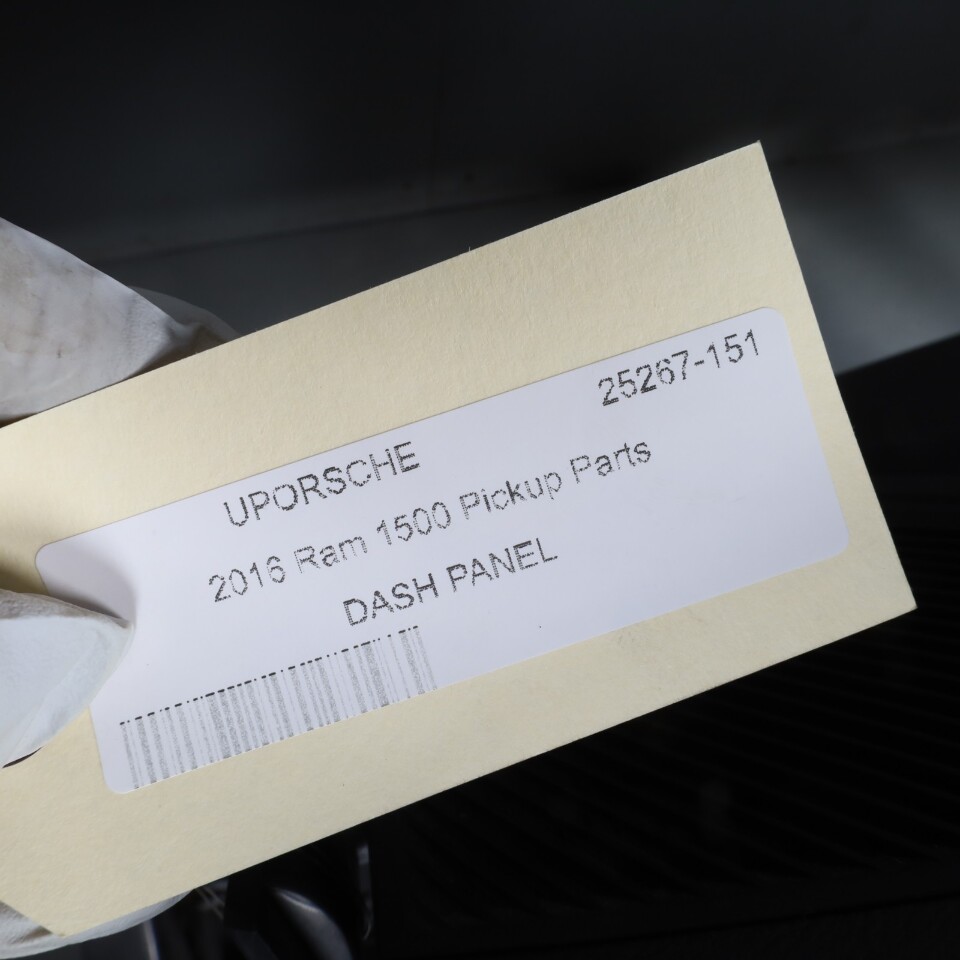 25267-151
UPORSCHE
2016 Ram 1500 Pickup Parts
DASH PANEL